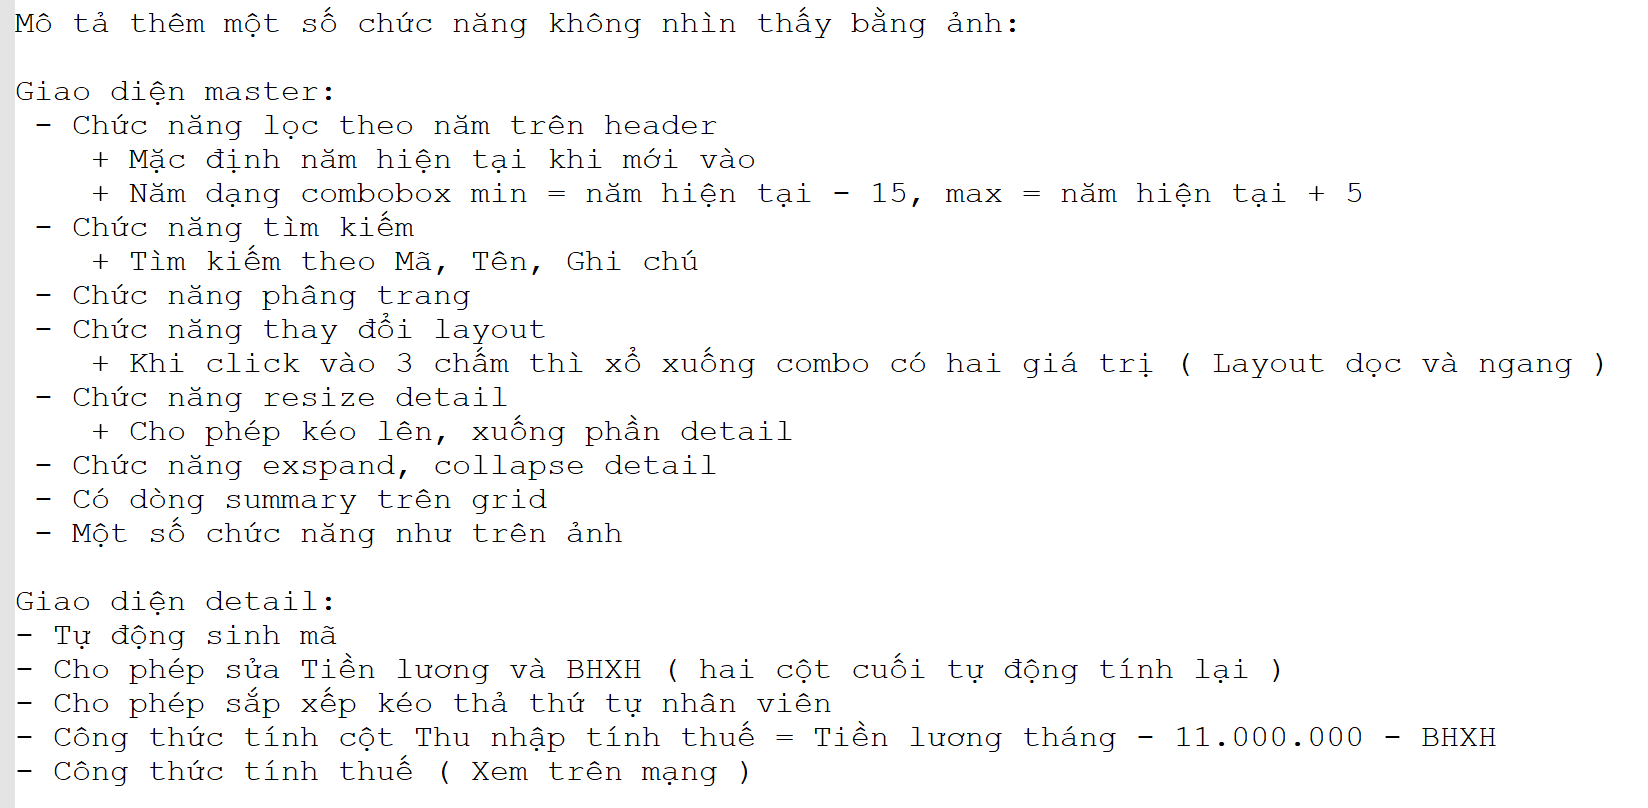 Mô tả thêm một số chức năng không nhìn thấy bằng ảnh:

Giao diện master:
- Chức năng lọc theo năm trên header
+ Mặc định năm hiện tại khi mới vào
+ Năm dạng combobox min = năm hiện tại - 15, max = năm hiện tại + 5
- Chức năng tìm kiếm
+ Tìm kiếm theo Mã, Tên, Ghi chú
- Chức năng phâng trang
- Chức năng thay đổi layout
+ Khi click vào 3 chấm thì xổ xuống combo có hai giá trị ( Layout dọc và ngang )
- Chức năng resize detail
+ Cho phép kéo lên, xuống phần detail
- Chức năng exspand, collapse detail
- Có dòng summary trên grid
- Một số chức năng như trên ảnh

Giao diện detail:
- Tự động sinh mã
- Cho phép sửa Tiền lương và BHXH ( hai cột cuối tự động tính lại )
- Cho phép sắp xếp kéo thả thứ tự nhân viên
- Công thức tính cột Thu nhập tính thuế = Tiền lương tháng - 11.000.000 - BHXH
- Công thức tính thuế ( Xem trên mạng )